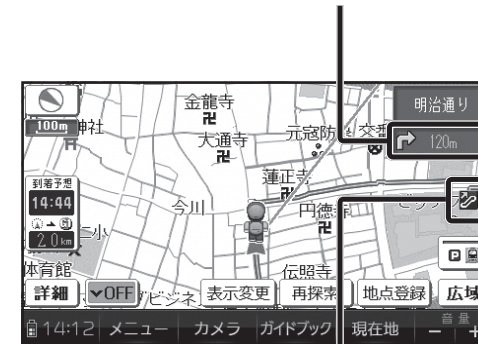 明治通り
金龍寺
100m
神社
大通寺
元寇防
交番
120m
到着予想
14:44
蓮正寺
今川
円徳寺
2.0km
小
体育館
伝照寺
詳細
OFF
ビジネ
表示変更
再探索
地点登録
広域
14:12
メニュー
カメラ
ガイドブック
現在地
音量
− +